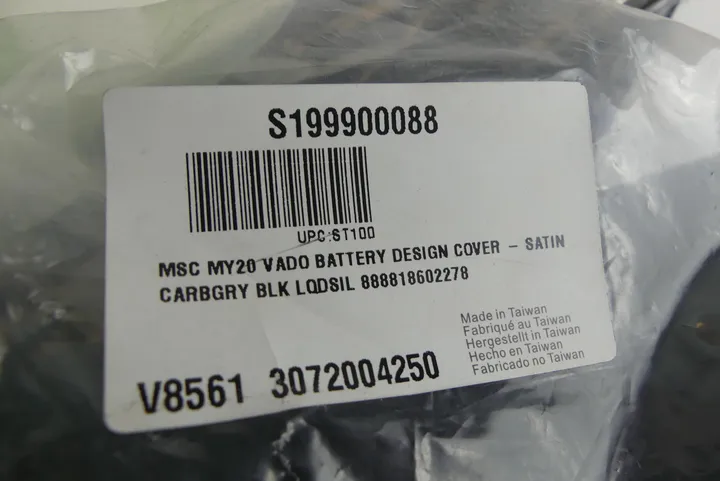 S199900088
UPC:ST100
MSC MY20 VADO BATTERY DESIGN COVER – SATIN
CARBGRY BLK LQDSIL 888818602278
Made in Taiwan
Fabriqué au Taiwan
Hergestellt in Taiwan
Hecho en Taiwan
Fabricado no Taiwan
V8561 3072004250